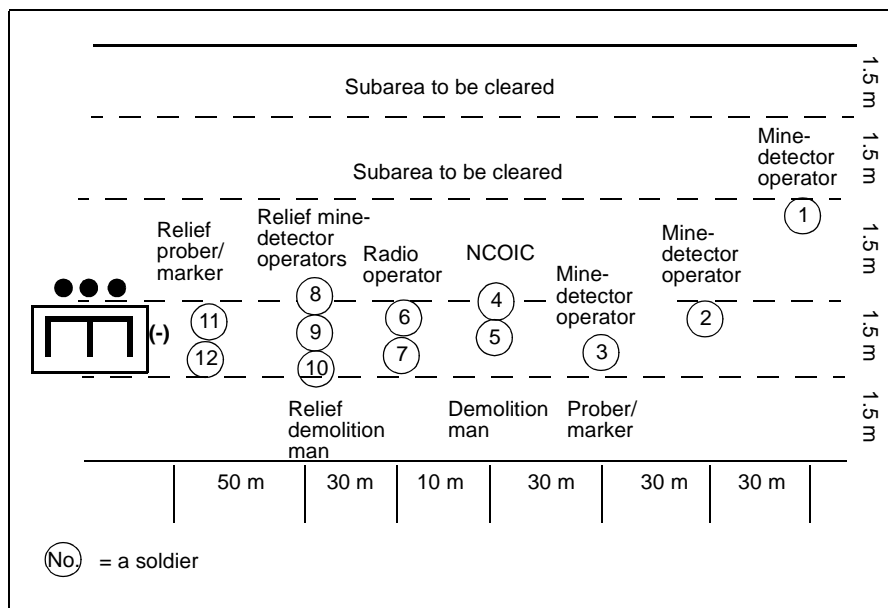 Subarea to be cleared
1.5 m
Subarea to be cleared
1.5 m
Mine-
detector
operator
1
Relief
prober/
marker
Relief mine-
detector
operators
Radio
operator
NCOIC
Mine-
detector
operator
Mine-
detector
operator
1.5 m
8
4
11
9
6
5
2
(-)
12
10
7
3
1.5 m
Relief
demolition
man
Demolition
man
Prober/
marker
1.5 m
50 m
30 m
10 m
30 m
30 m
30 m
No. = a soldier